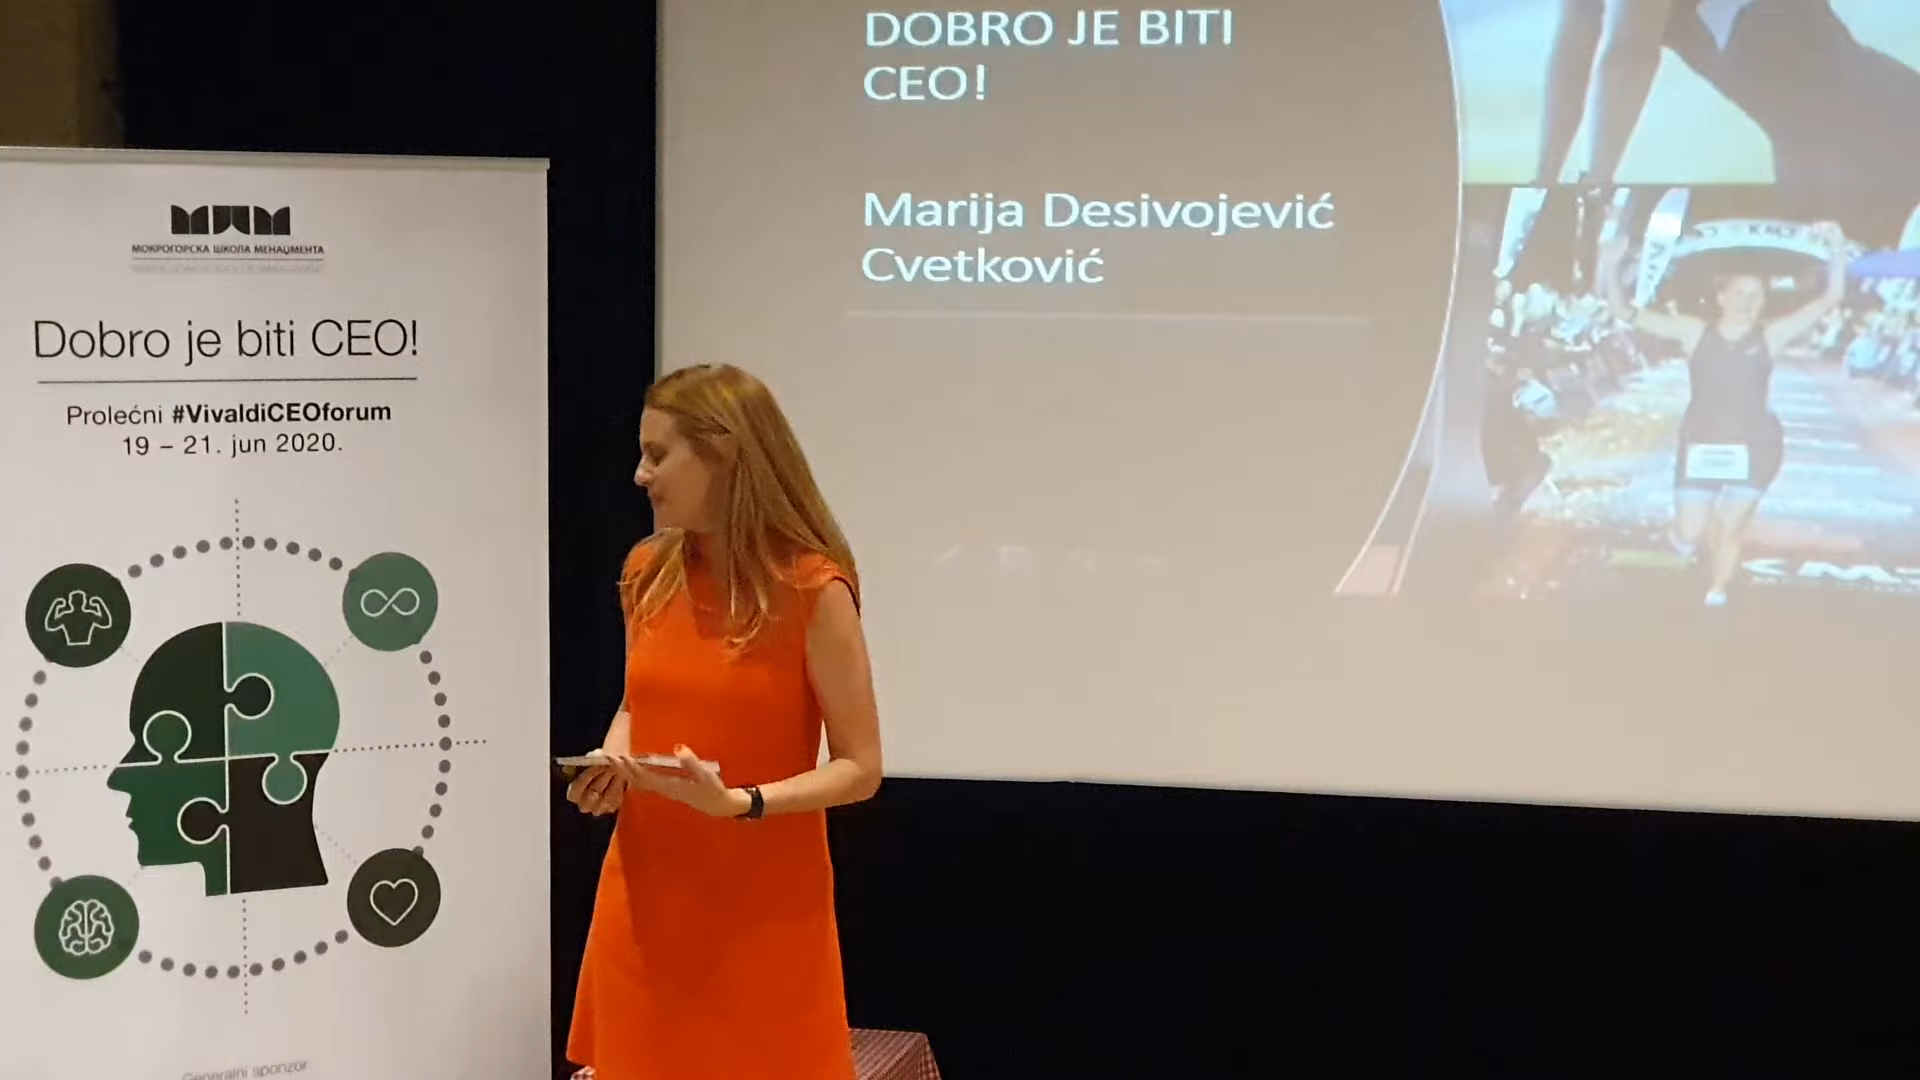 МОКРОГОРСКА ШКОЛА МЕНАЏМЕНТА
Dobro je biti CEO!
Prolećni #VivaldiCEOforum
19 – 21. jun 2020.
Generalni sponzor
DOBRO JE BITI
CEO!
Marija Desivojević
Cvetković